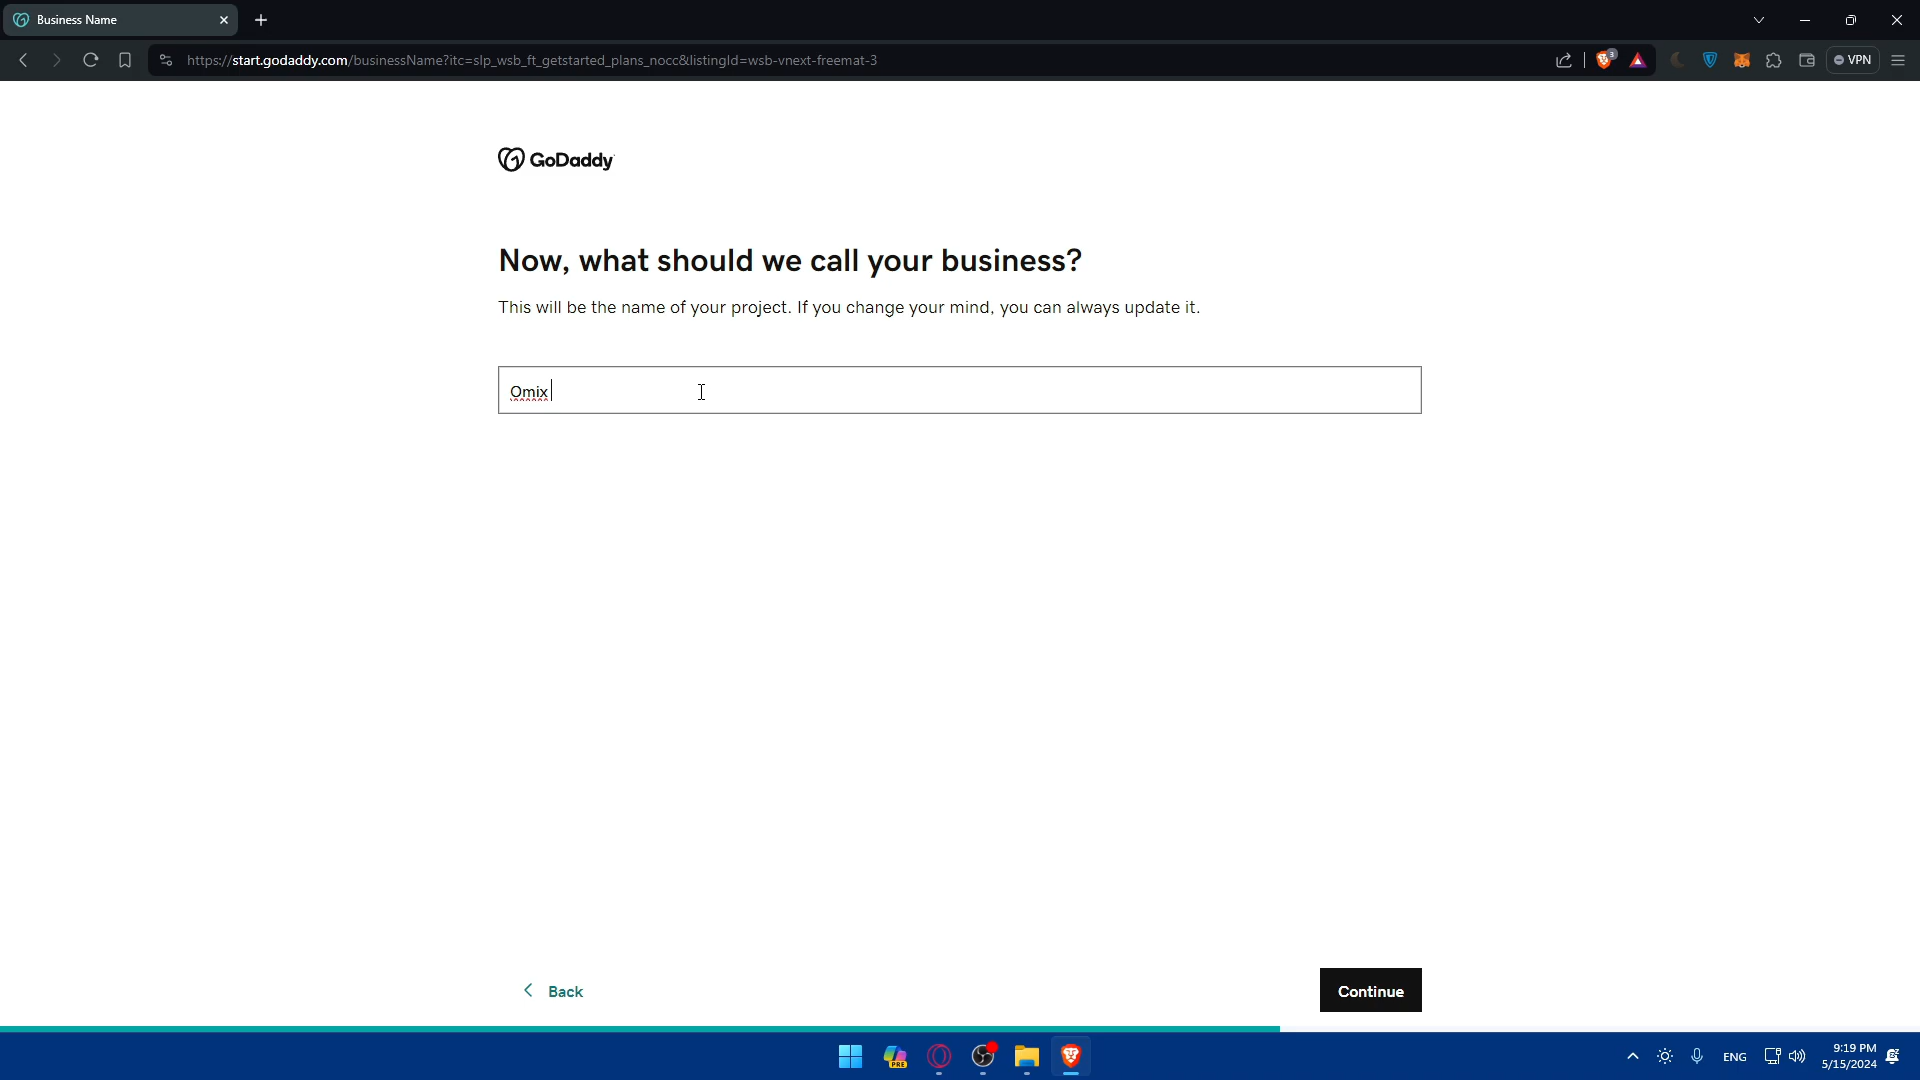 Business Name
https://start.godaddy.com/businessName?itc=slp_wsb_ft_getstarted_plans_nocc&listingId=wsb-vnext-freemat-3
3
VPN
GoDaddy
Now, what should we call your business?
This will be the name of your project. If you change your mind, you can always update it.
Omix
Back
Continue
PRE
ENG
9:19 PM
5/15/2024